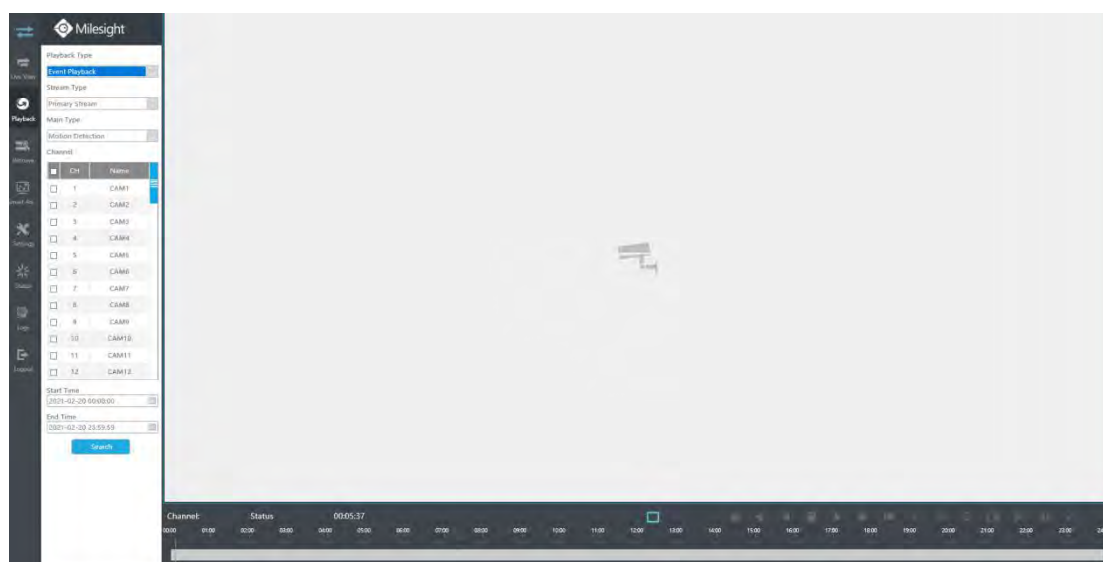 Milesight
Playback Type
Event Playback
Live View
Stream Type
Primary Stream
Playback
Main Type
Motion Detection
Channel
CH Name
1 CAM1
2 CAM2
3 CAM3
4 CAM4
Settings
5 CAM5
6 CAM6
Status
7 CAM7
8 CAM8
9 CAM9
Logs
10 CAM10
11 CAM11
Logout
12 CAM12
Start Time
2021-02-20 00:00:00
End Time
2021-02-20 23:59:59
Search
Channel: Status 00:05:37
00:00 01:00 02:00 03:00 04:00 05:00 06:00 07:00 08:00 09:00 10:00 11:00 12:00 13:00 14:00 15:00 16:00 17:00 18:00 19:00 20:00 21:00 22:00 23:00